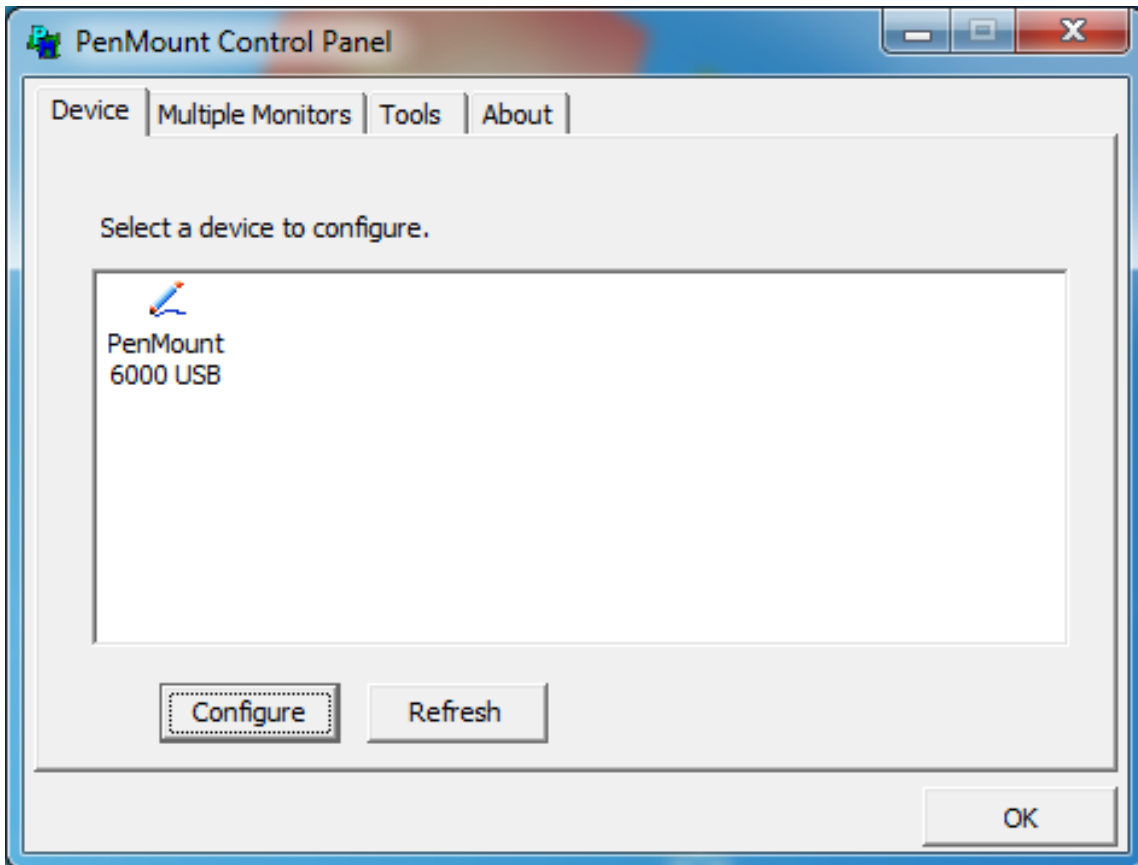 PenMount Control Panel
Device Multiple Monitors Tools About
Select a device to configure.
PenMount
6000 USB
Configure Refresh
OK